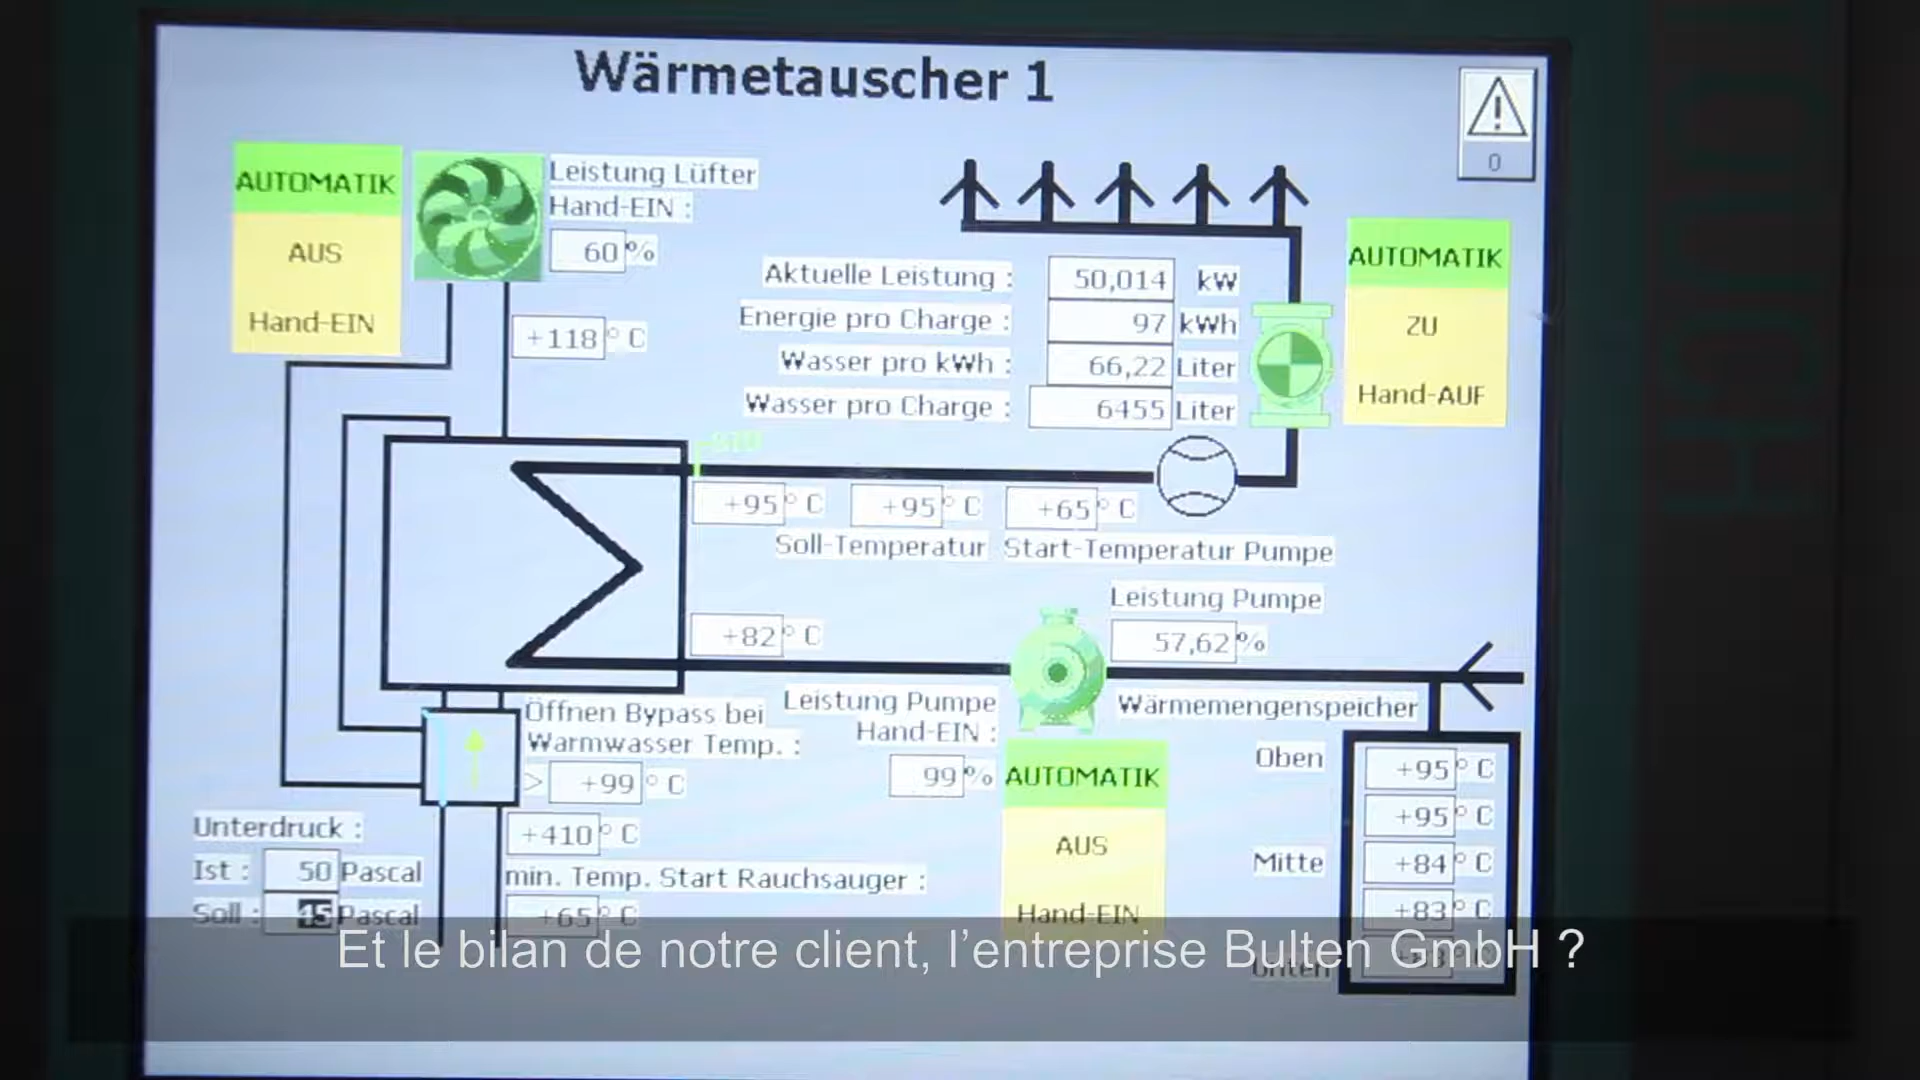 Wärmetauscher 1
0
AUTOMATIK
AUS
Hand-EIN
Leistung Lüfter
Hand-EIN :
60 %
+118 ° C
Aktuelle Leistung : 50,014 kW
Energie pro Charge : 97 kWh
Wasser pro kWh : 66,22 Liter
Wasser pro Charge : 6455 Liter
AUTOMATIK
ZU
Hand-AUF
+95 ° C +95 ° C +65 ° C
Soll-Temperatur Start-Temperatur Pumpe
Leistung Pumpe
57,62 %
+82 ° C
Öffnen Bypass bei
Warmwasser Temp. :
> +99 ° C
Leistung Pumpe
Hand-EIN :
99 %
AUTOMATIK
AUS
Hand-EIN
Wärmemengenspeicher
Oben +95 ° C
+95 ° C
Mitte +84 ° C
+83 ° C
Unten
+410 ° C
min. Temp. Start Rauchsauger :
+65 ° C
Unterdruck :
Ist : 50 Pascal
Soll : 45 Pascal
Et le bilan de notre client, l’entreprise Bulten GmbH ?